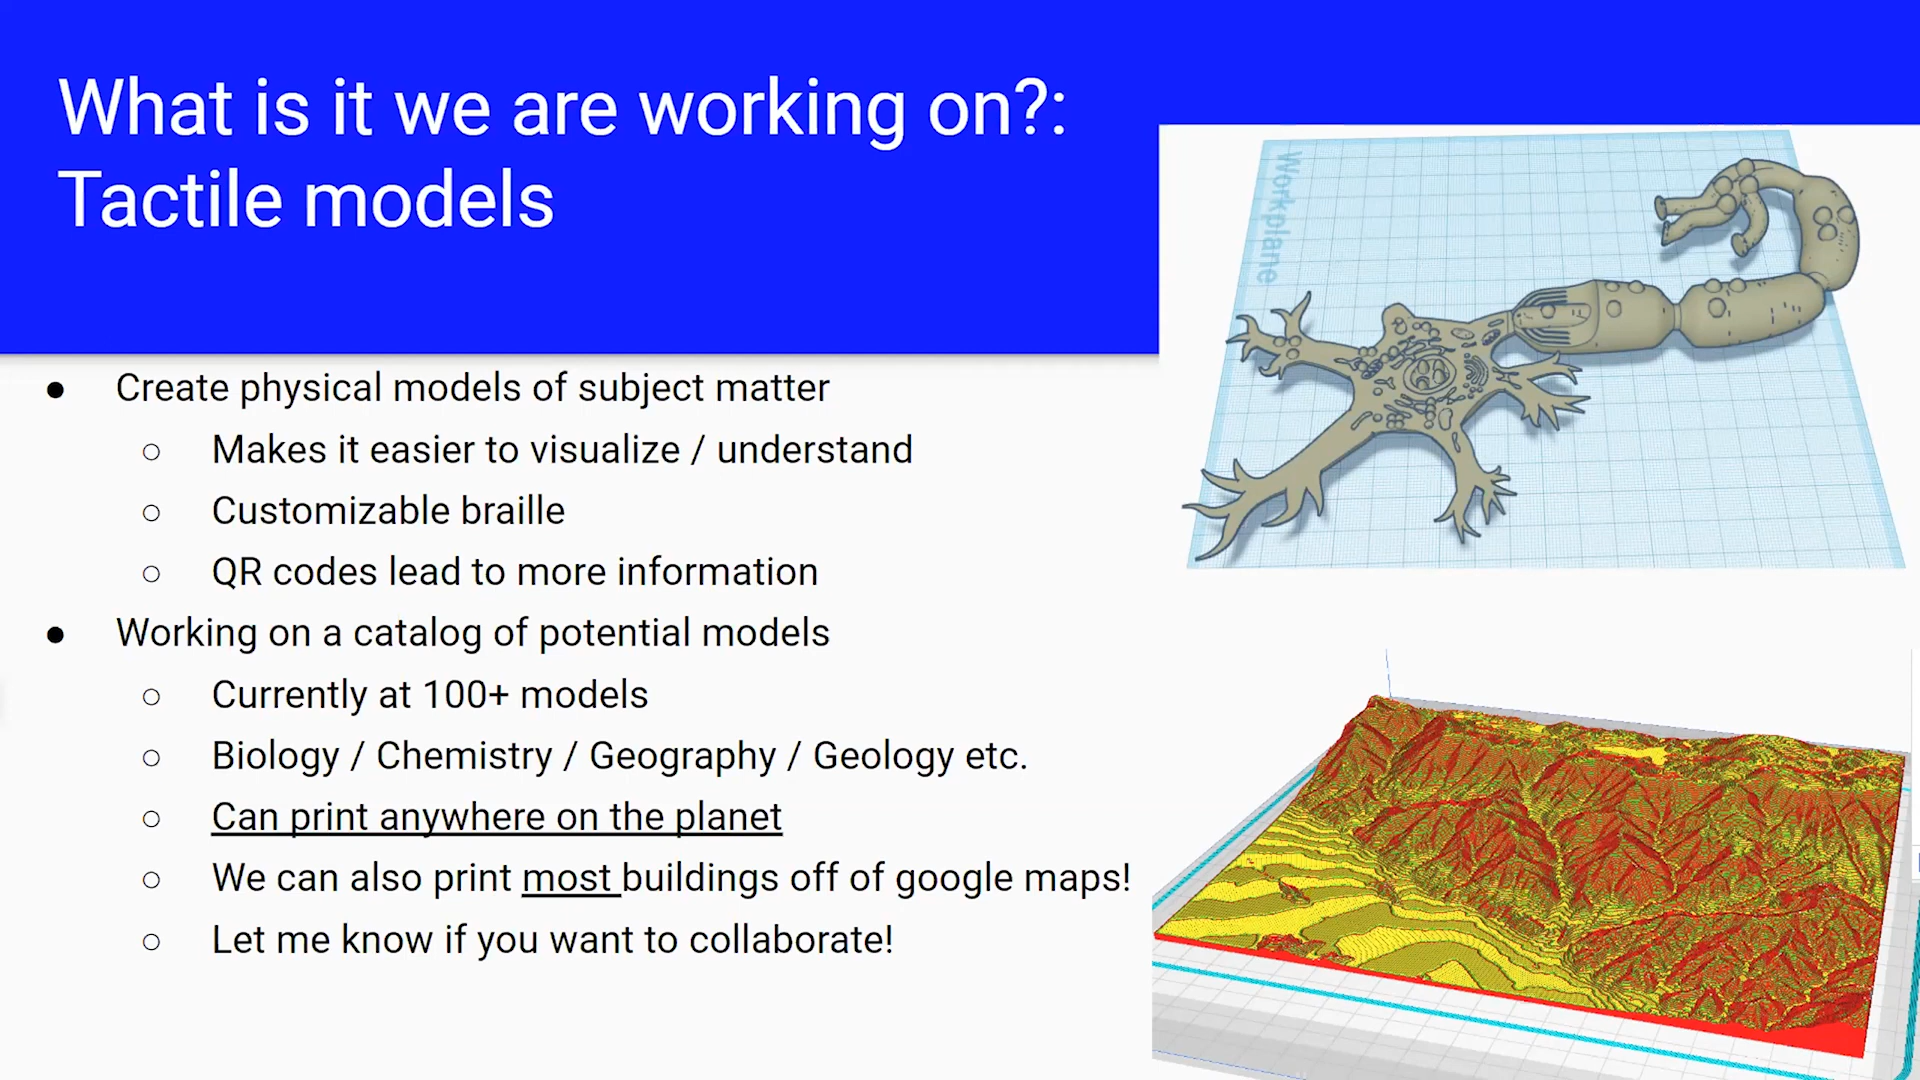 What is it we are working on?:
Tactile models
Workplane
● Create physical models of subject matter
○ Makes it easier to visualize / understand
○ Customizable braille
○ QR codes lead to more information
● Working on a catalog of potential models
○ Currently at 100+ models
○ Biology / Chemistry / Geography / Geology etc.
○ Can print anywhere on the planet
○ We can also print most buildings off of google maps!
○ Let me know if you want to collaborate!